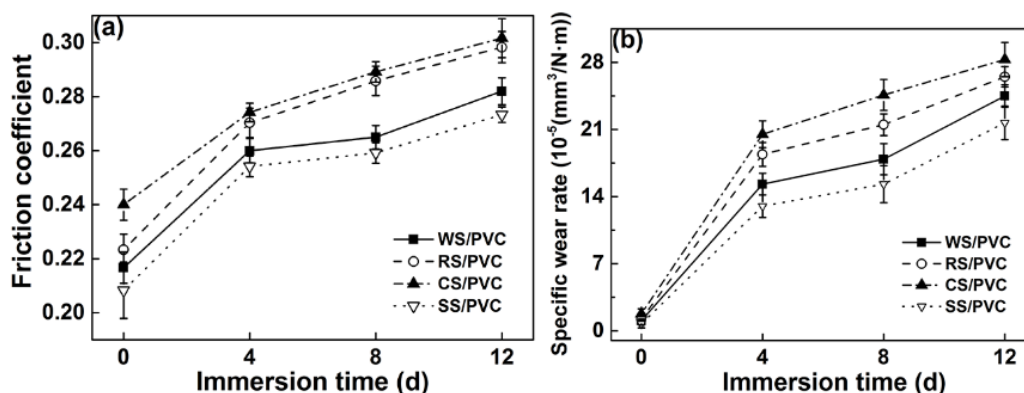 (a)
Friction coefficient
0.30
0.28
0.26
0.24
0.22
0.20
WS/PVC
RS/PVC
CS/PVC
SS/PVC
0 4 8 12
Immersion time (d)
(b)
Specific wear rate (10⁻⁵(mm³/N·m))
28
21
14
7
0
WS/PVC
RS/PVC
CS/PVC
SS/PVC
0 4 8 12
Immersion time (d)